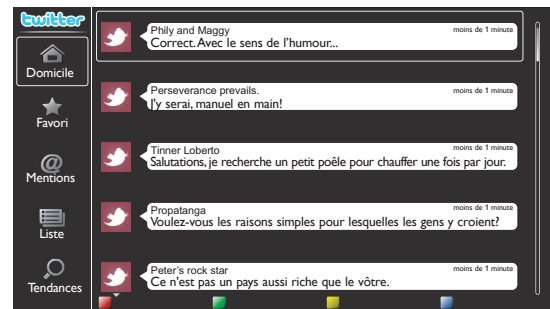 twitter
Domicile
Favori
@
Mentions
Liste
Tendances
Phily and Maggy
moins de 1 minute
Correct. Avec le sens de l'humour...
Perseverance prevails.
moins de 1 minute
J'y serai, manuel en main!
Tinner Loberto
moins de 1 minute
Salutations, je recherche un petit poêle pour chauffer une fois par jour.
Propatanga
moins de 1 minute
Voulez-vous les raisons simples pour lesquelles les gens y croient?
Peter's rock star
moins de 1 minute
Ce n'est pas un pays aussi riche que le vôtre.